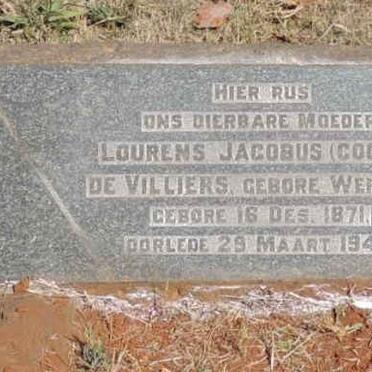 HIER RUS
ONS DIERBARE MOEDER
LOURENS JACOBUS
DE VILLIERS, GEBORE
GEBORE 16 DES. 1871,
OORLEDE 29 MAART